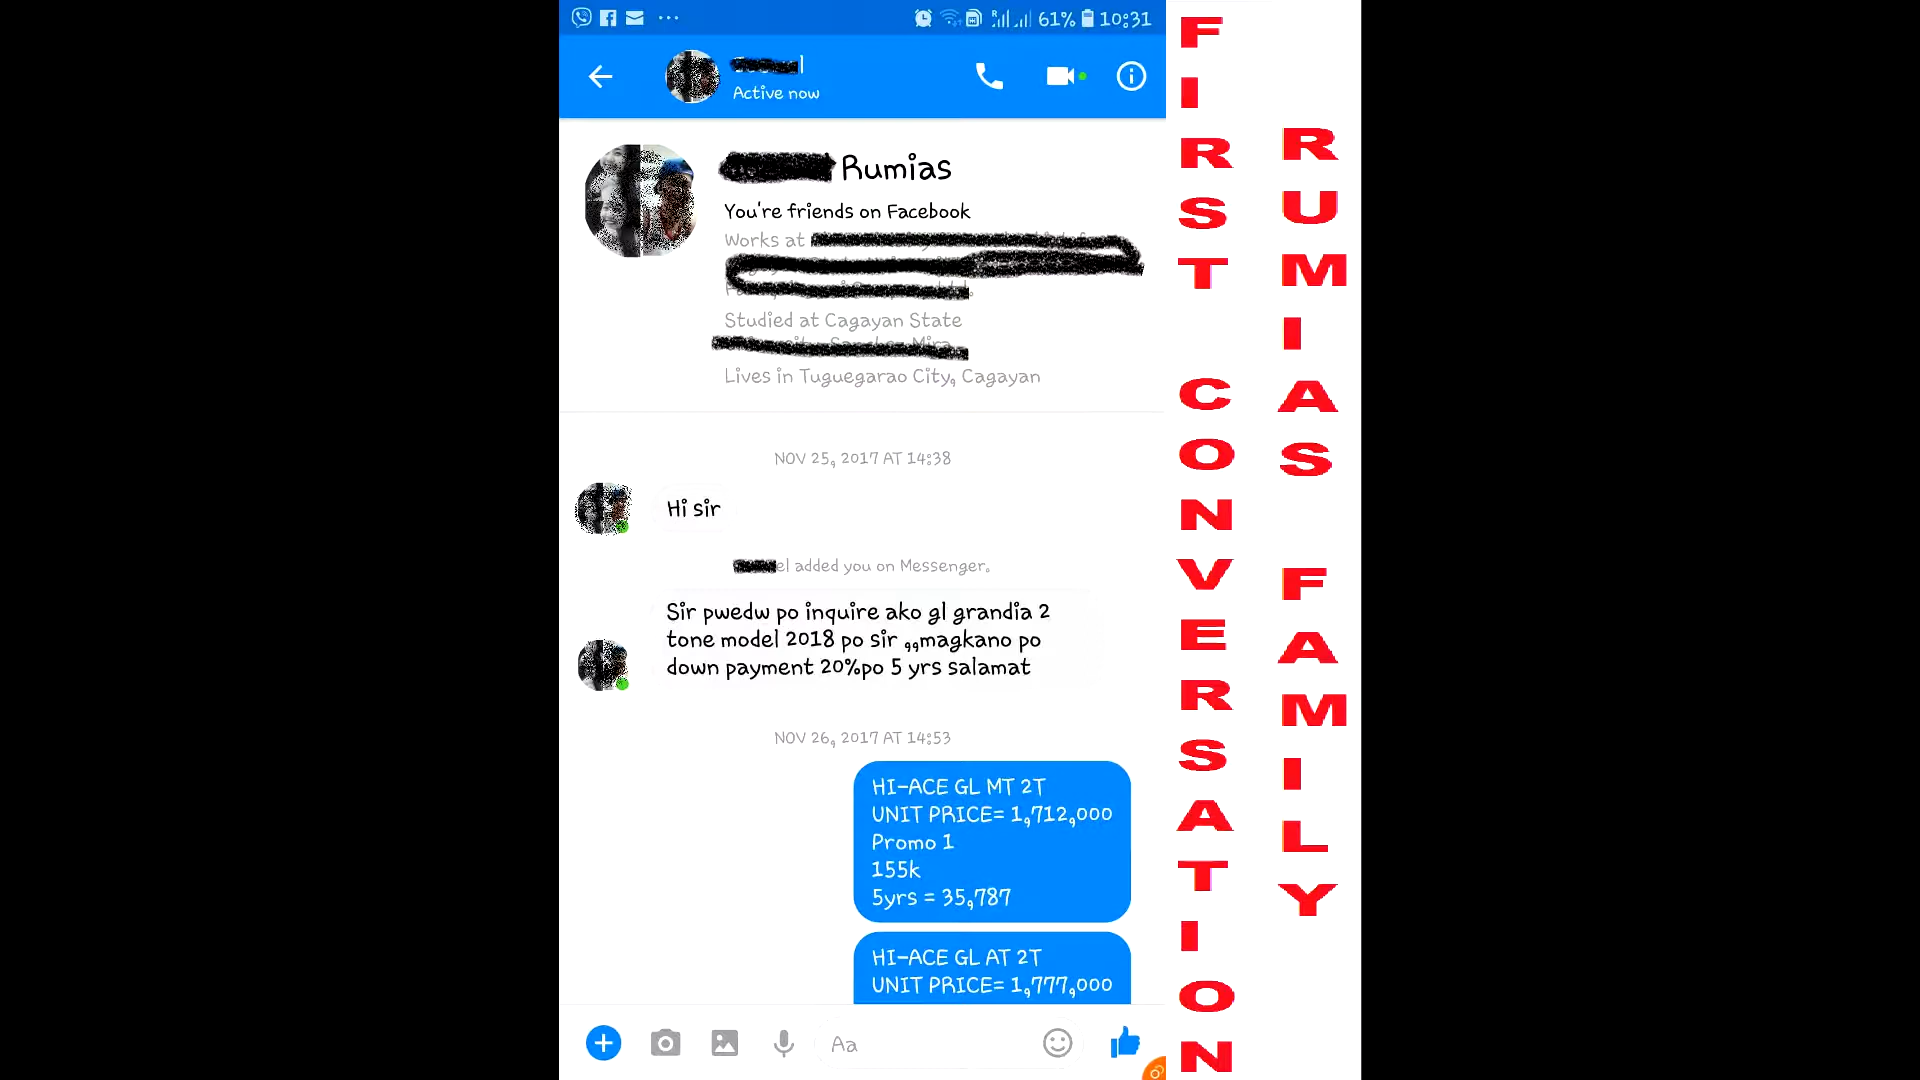 61% 10:31
Active now
Rumias
You're friends on Facebook
Works at
Studied at Cagayan State
Lives in Tuguegarao City, Cagayan
NOV 25, 2017 AT 14:38
Hi sir
el added you on Messenger.
Sir pwedw po inquire ako gl grandia 2
tone model 2018 po sir ,,magkano po
down payment 20%po 5 yrs salamat
NOV 26, 2017 AT 14:53
HI-ACE GL MT 2T
UNIT PRICE= 1,712,000
Promo 1
155k
5yrs = 35,787
HI-ACE GL AT 2T
UNIT PRICE= 1,777,000
Aa
FIRST CONVERSATION
RUMIAS FAMILY